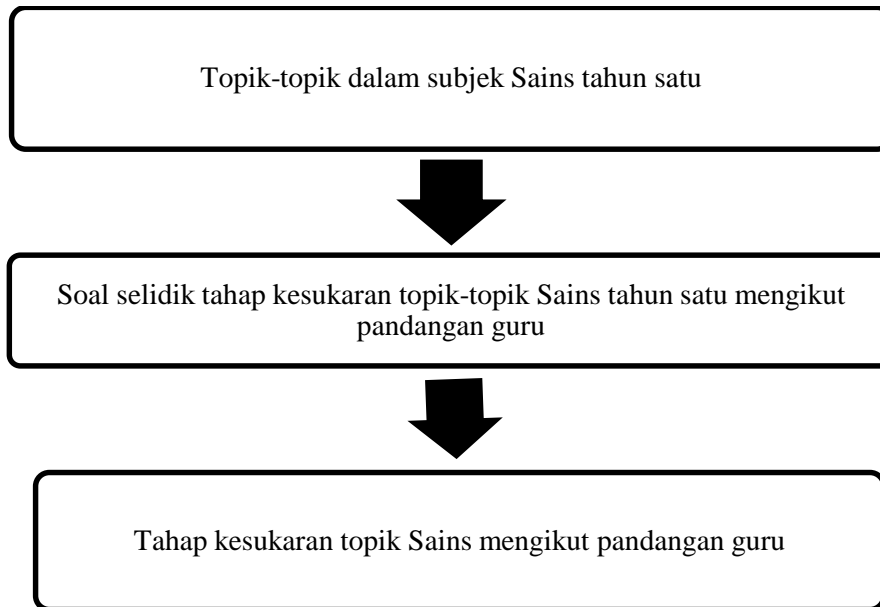 Topik-topik dalam subjek Sains tahun satu
Soal selidik tahap kesukaran topik-topik Sains tahun satu mengikut
pandangan guru
Tahap kesukaran topik Sains mengikut pandangan guru